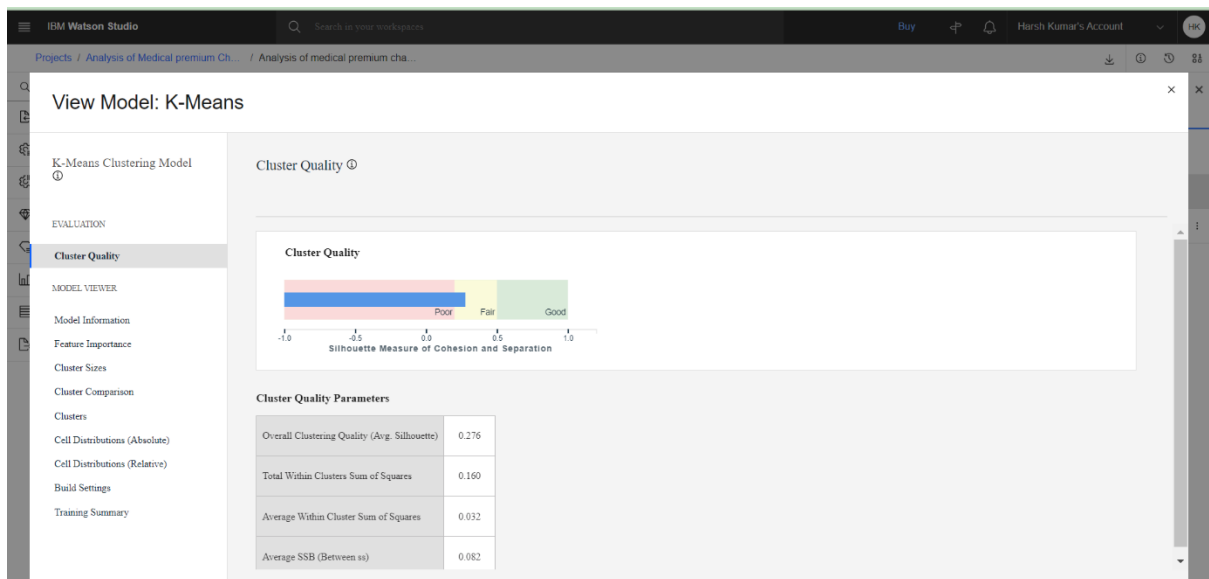 IBM Watson Studio
Search in your workspaces
Buy
Harsh Kumar's Account
HK
Projects / Analysis of Medical premium Ch... / Analysis of medical premium cha...
View Model: K-Means
K-Means Clustering Model
EVALUATION
Cluster Quality
MODEL VIEWER
Model Information
Feature Importance
Cluster Sizes
Cluster Comparison
Clusters
Cell Distributions (Absolute)
Cell Distributions (Relative)
Build Settings
Training Summary
Cluster Quality
Cluster Quality
Poor Fair Good
-1.0 -0.5 0.0 0.5 1.0
Silhouette Measure of Cohesion and Separation
Cluster Quality Parameters
Overall Clustering Quality (Avg. Silhouette) 0.276
Total Within Clusters Sum of Squares 0.160
Average Within Cluster Sum of Squares 0.032
Average SSB (Between ss) 0.082